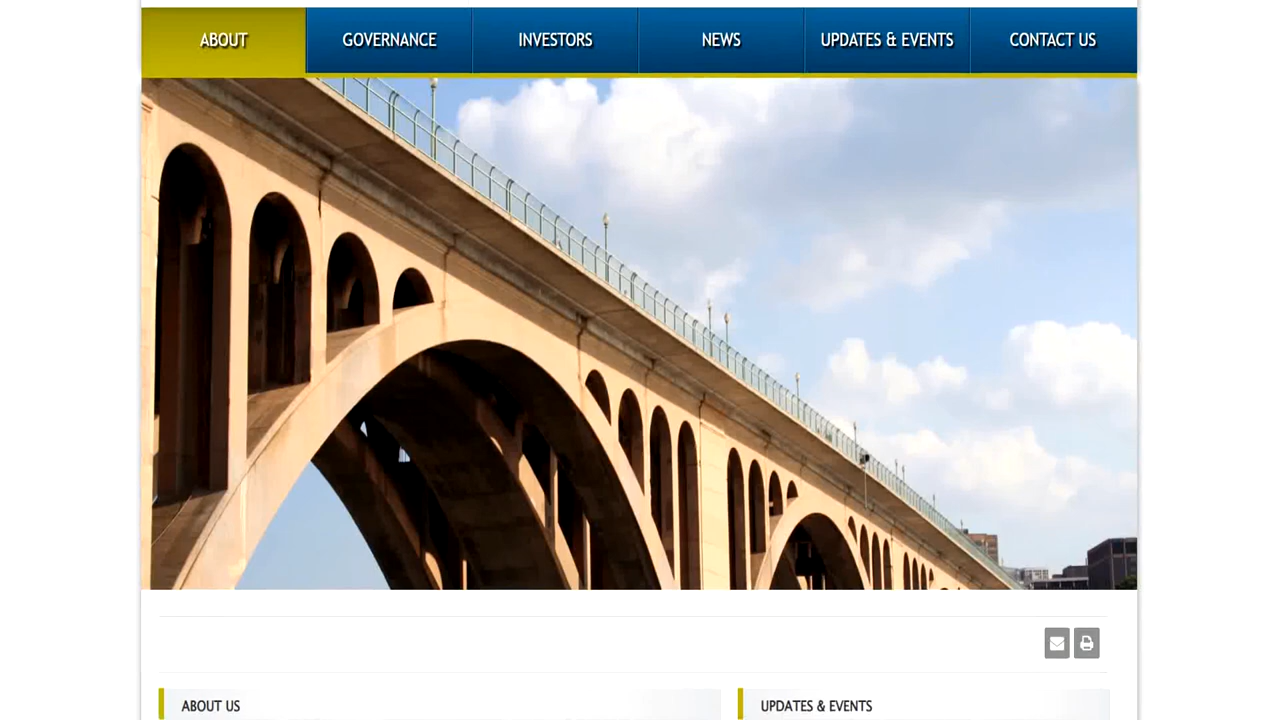 ABOUT
GOVERNANCE
INVESTORS
NEWS
UPDATES & EVENTS
CONTACT US
ABOUT US
UPDATES & EVENTS